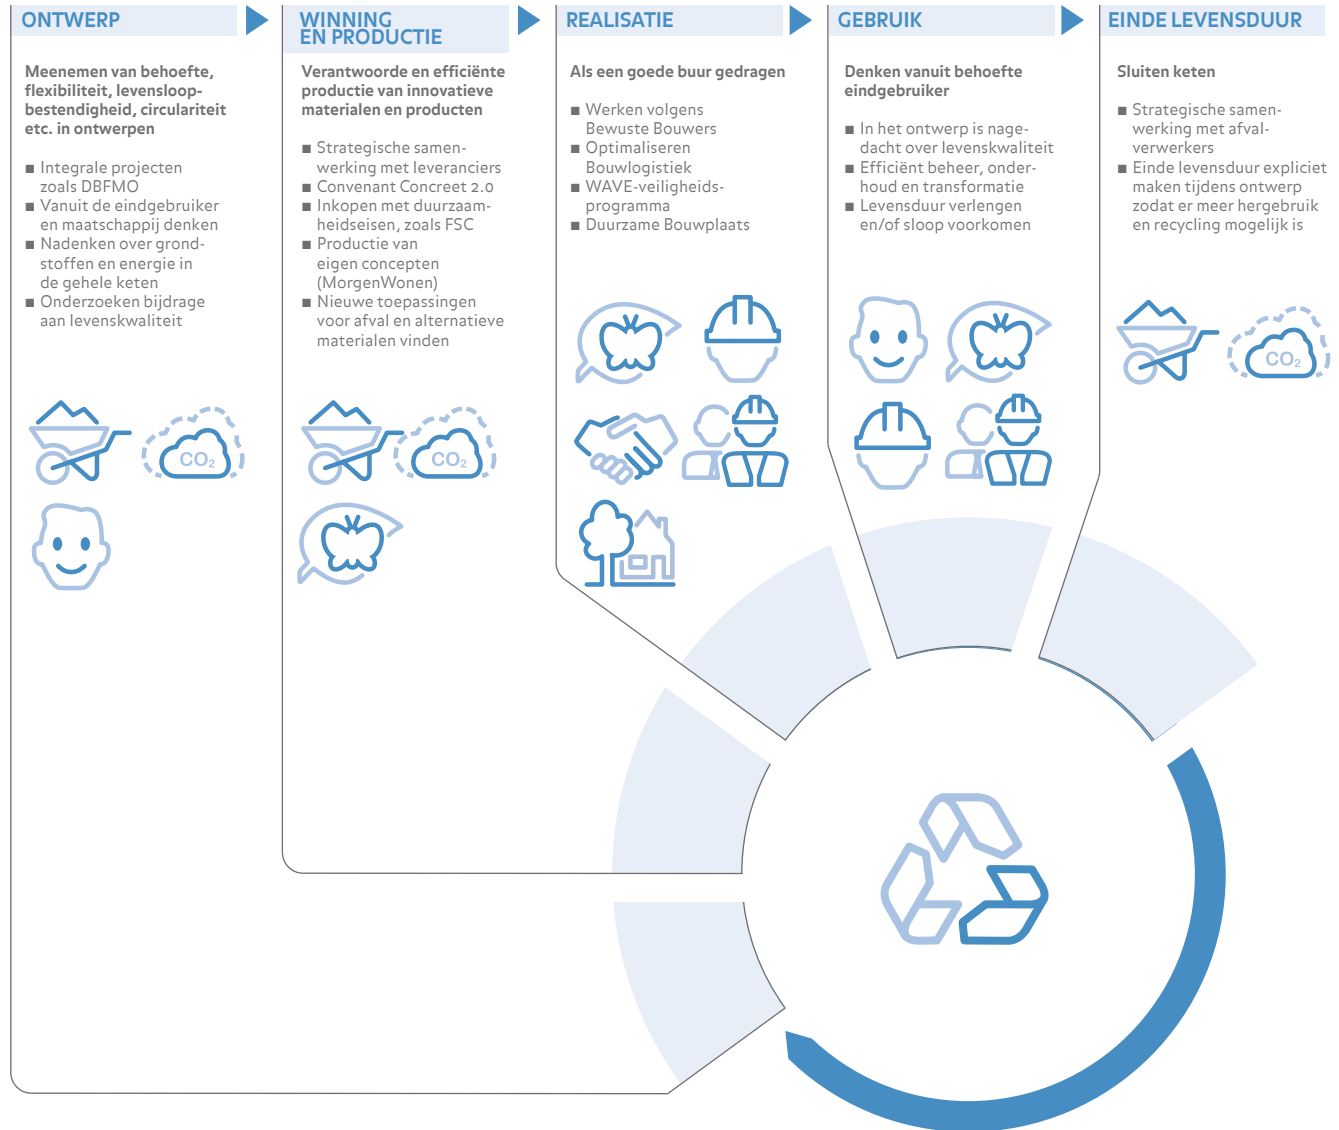 ONTWERP
Meenemen van behoefte,
flexibiliteit, levensloop-
bestendigheid, circulariteit
etc. in ontwerpen
■ Integrale projecten
zoals DBFMO
■ Vanuit de eindgebruiker
en maatschappij denken
■ Nadenken over grond-
stoffen en energie in
de gehele keten
■ Onderzoeken bijdrage
aan levenskwaliteit
CO₂
WINNING
EN PRODUCTIE
Verantwoorde en efficiënte
productie van innovatieve
materialen en producten
■ Strategische samen-
werking met leveranciers
■ Convenant Concreet 2.0
■ Inkopen met duurzaam-
heidseisen, zoals FSC
■ Productie van
eigen concepten
(MorgenWonen)
■ Nieuwe toepassingen
voor afval en alternatieve
materialen vinden
CO₂
REALISATIE
Als een goede buur gedragen
■ Werken volgens
Bewuste Bouwers
■ Optimaliseren
Bouwlogistiek
■ WAVE-veiligheids-
programma
■ Duurzame Bouwplaats
GEBRUIK
Denken vanuit behoefte
eindgebruiker
■ In het ontwerp is nage-
dacht over levenskwaliteit
■ Efficiënt beheer, onder-
houd en transformatie
■ Levensduur verlengen
en/of sloop voorkomen
EINDE LEVENSDUUR
Sluiten keten
■ Strategische samen-
werking met afval-
verwerkers
■ Einde levensduur expliciet
maken tijdens ontwerp
zodat er meer hergebruik
en recycling mogelijk is
CO₂